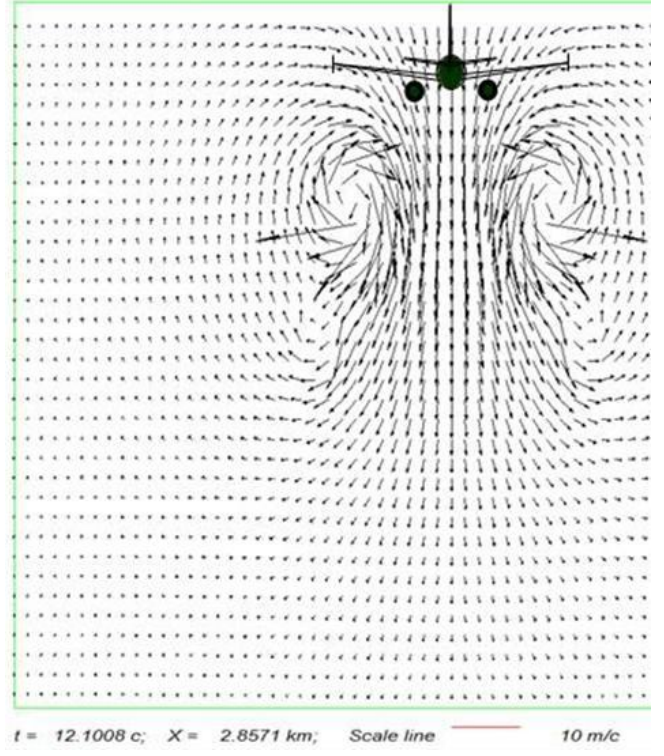 t = 12.1008 c; X = 2.8571 km; Scale line 10 m/c